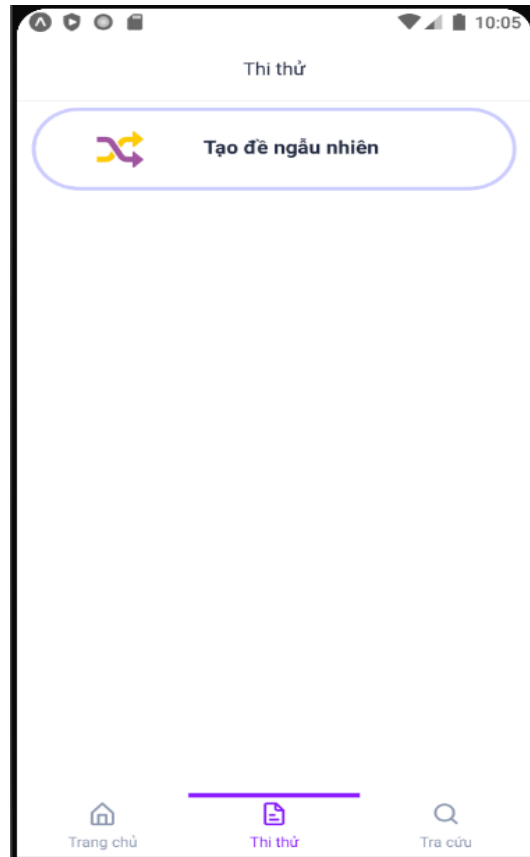 10:05
Thi thử
Tạo đề ngẫu nhiên
Trang chủ
Thi thử
Tra cứu